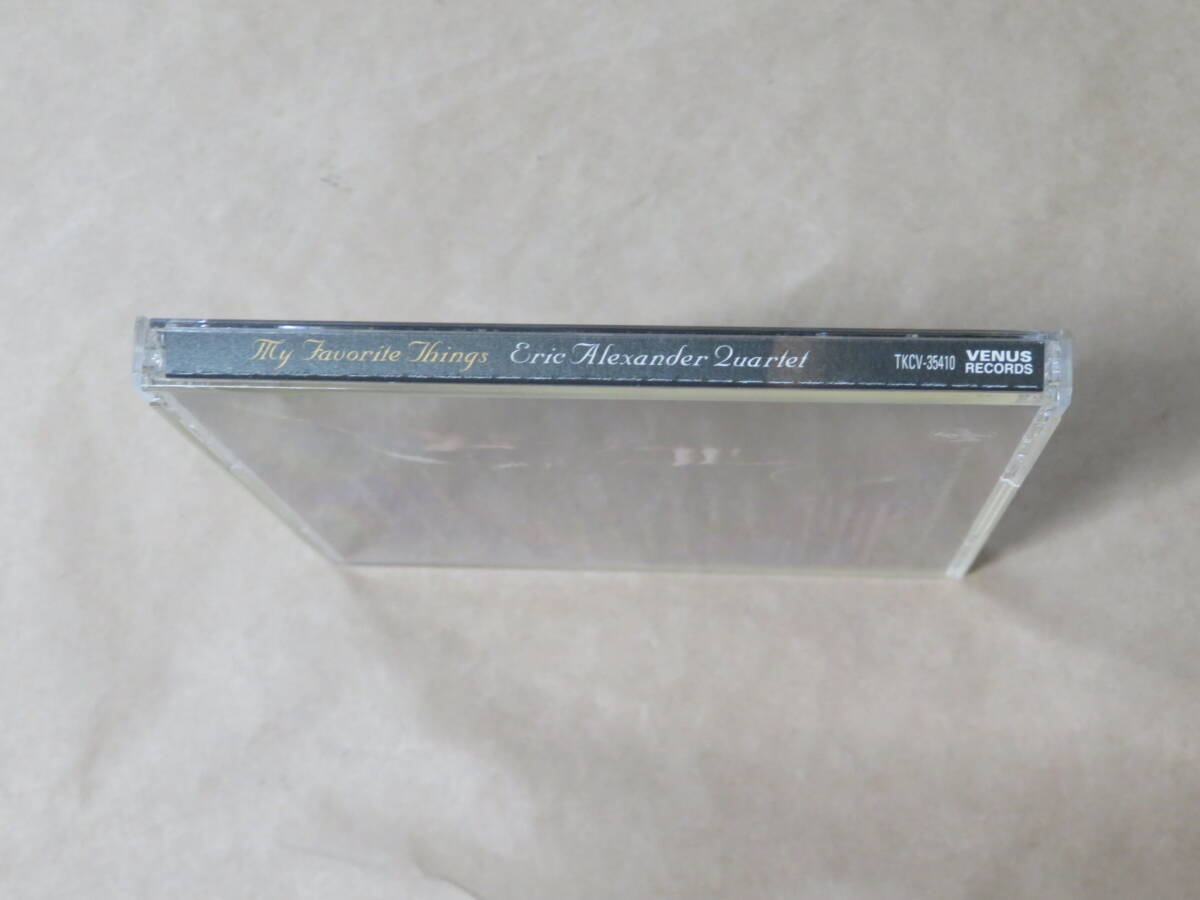 My Favorite Things Eric Alexander Quartet TKCV-35410 VENUS RECORDS